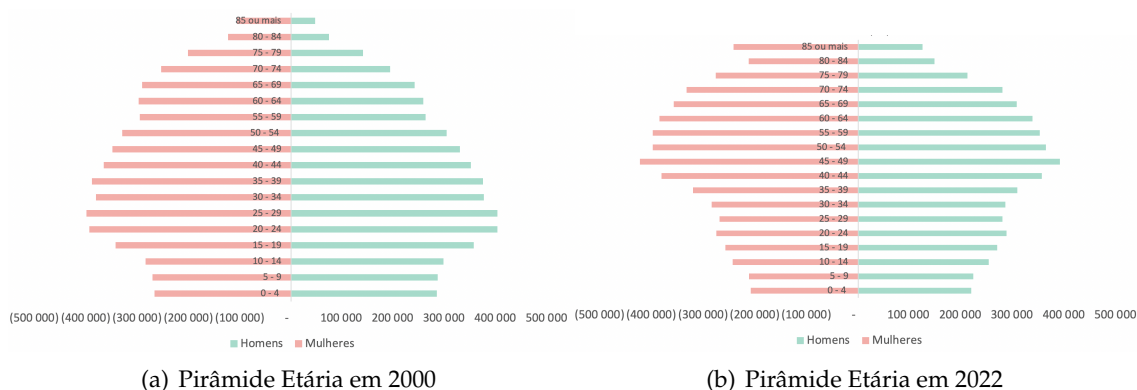 85 ou mais
80 - 84
75 - 79
70 - 74
65 - 69
60 - 64
55 - 59
50 - 54
45 - 49
40 - 44
35 - 39
30 - 34
25 - 29
20 - 24
15 - 19
10 - 14
5 - 9
0 - 4
(500 000) (400 000) (300 000) (200 000) (100 000) - 100 000 200 000 300 000 400 000 500 000
Homens Mulheres
(a) Pirâmide Etária em 2000
85 ou mais
80 - 84
75 - 79
70 - 74
65 - 69
60 - 64
55 - 59
50 - 54
45 - 49
40 - 44
35 - 39
30 - 34
25 - 29
20 - 24
15 - 19
10 - 14
5 - 9
0 - 4
(500 000) (400 000) (300 000) (200 000) (100 000) - 100 000 200 000 300 000 400 000 500 000
Homens Mulheres
(b) Pirâmide Etária em 2022